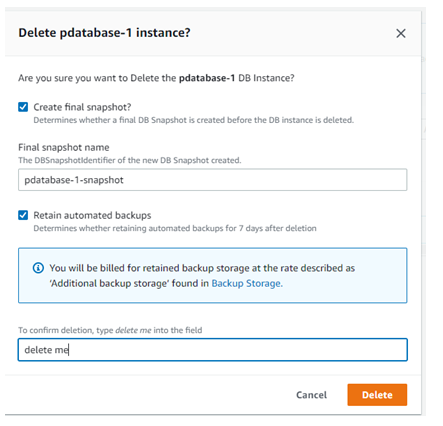 Delete pdatabase-1 instance?
Are you sure you want to Delete the pdatabase-1 DB Instance?
Create final snapshot?
Determines whether a final DB Snapshot is created before the DB instance is deleted.
Final snapshot name
The DBSnapshotIdentifier of the new DB Snapshot created.
pdatabase-1-snapshot
Retain automated backups
Determines whether retaining automated backups for 7 days after deletion
You will be billed for retained backup storage at the rate described as
'Additional backup storage' found in Backup Storage.
To confirm deletion, type delete me into the field
delete me
Cancel
Delete